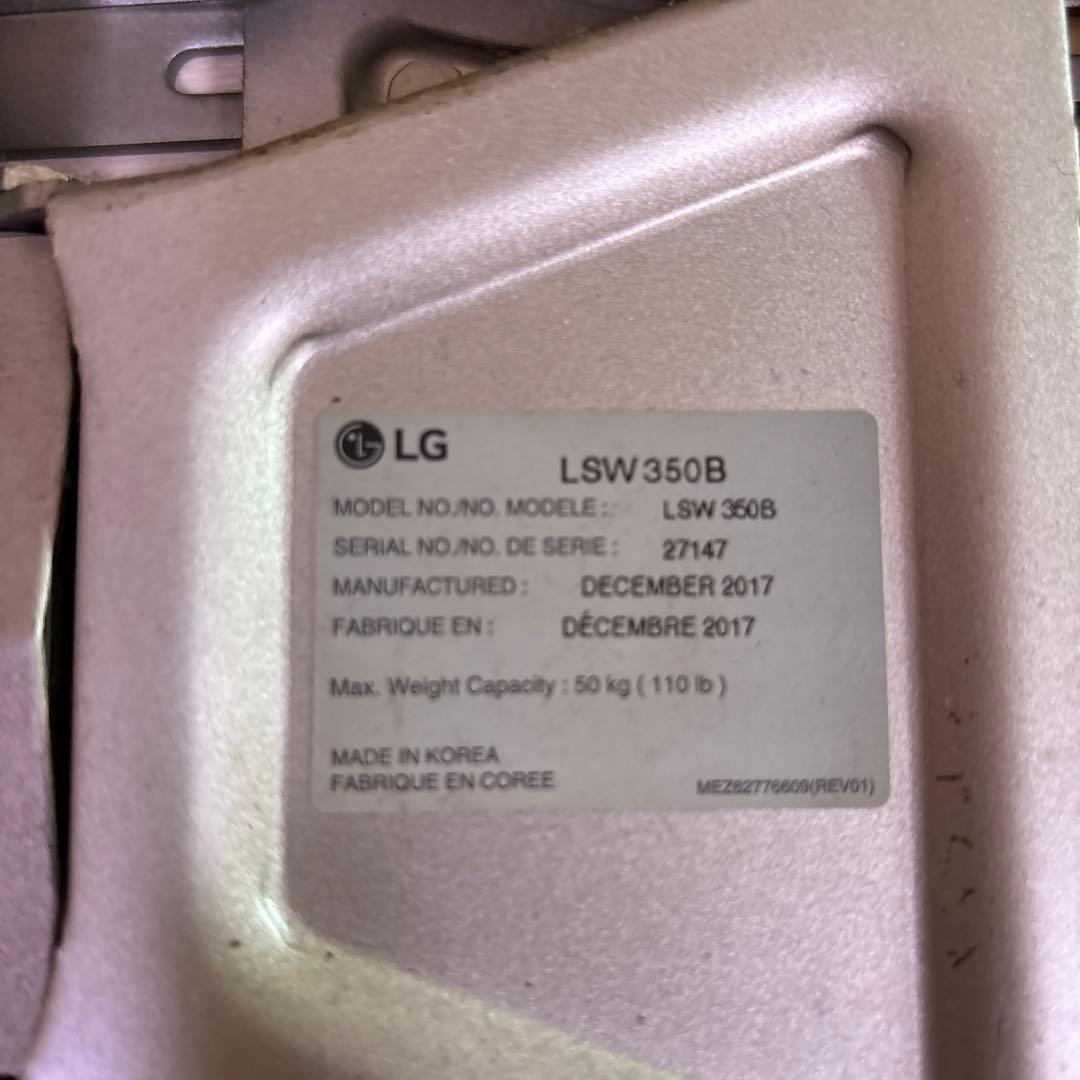 LG
LSW350B
MODEL NO./NO. MODELE : LSW 350B
SERIAL NO./NO. DE SERIE : 27147
MANUFACTURED : DECEMBER 2017
FABRIQUE EN : DÉCEMBRE 2017
Max. Weight Capacity : 50 kg ( 110 lb )
MADE IN KOREA
FABRIQUE EN COREE
MEZ62776609(REV01)